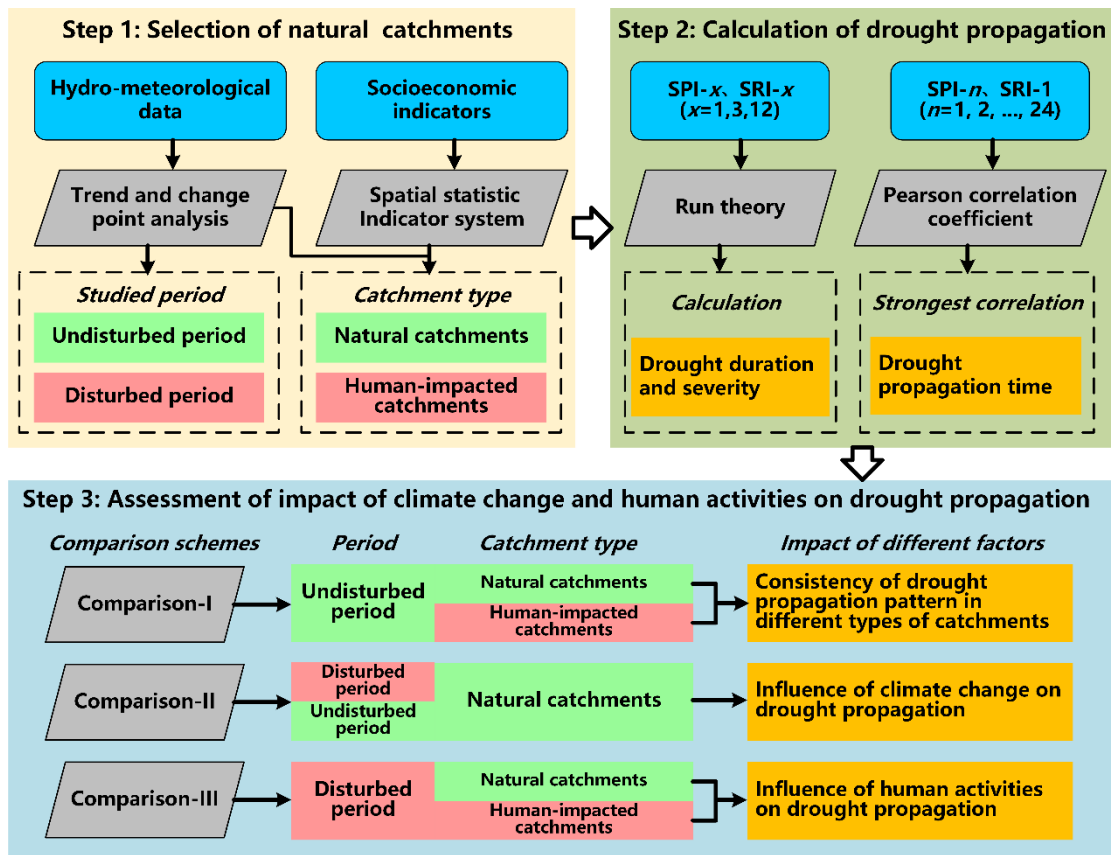 Step 1: Selection of natural catchments
Hydro-meteorological
data
Socioeconomic
indicators
Trend and change
point analysis
Spatial statistic
Indicator system
Studied period
Undisturbed period
Disturbed period
Catchment type
Natural catchments
Human-impacted
catchments
Step 2: Calculation of drought propagation
SPI-x、SRI-x
(x=1,3,12)
SPI-n、SRI-1
(n=1, 2, ..., 24)
Run theory
Pearson correlation
coefficient
Calculation
Drought duration
and severity
Strongest correlation
Drought
propagation time
Step 3: Assessment of impact of climate change and human activities on drought propagation
Comparison schemes
Period
Catchment type
Impact of different factors
Comparison-I
Undisturbed
period
Natural catchments
Human-impacted
catchments
Consistency of drought
propagation pattern in
different types of catchments
Comparison-II
Disturbed
period
Undisturbed
period
Natural catchments
Influence of climate change on
drought propagation
Comparison-III
Disturbed
period
Natural catchments
Human-impacted
catchments
Influence of human activities
on drought propagation